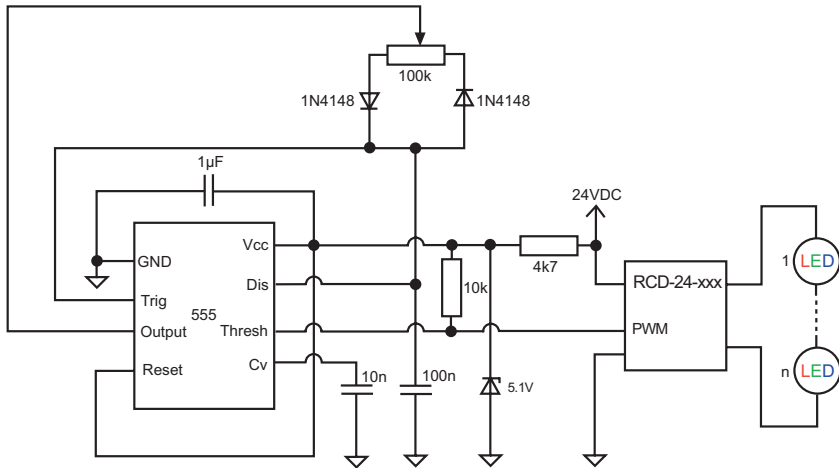 100k
1N4148
1N4148
1µF
24VDC
Vcc
GND
4k7
1
LED
Dis
10k
RCD-24-xxx
Trig
555
Output
Thresh
PWM
Reset
Cv
10n
100n
5.1V
n
LED